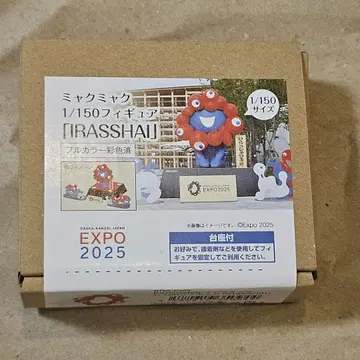 ミャクミャク
1/150フィギュア
「IRASSHAI」
フルカラー彩色済
1/150
サイズ
EXPO2025
OSAKA, KANSAI, JAPAN
EXPO
2025
※画像はイメージです。 ©Expo 2025
台座付
お好みで、接着剤などを使用してフィ
ギュアを固定してご利用ください。